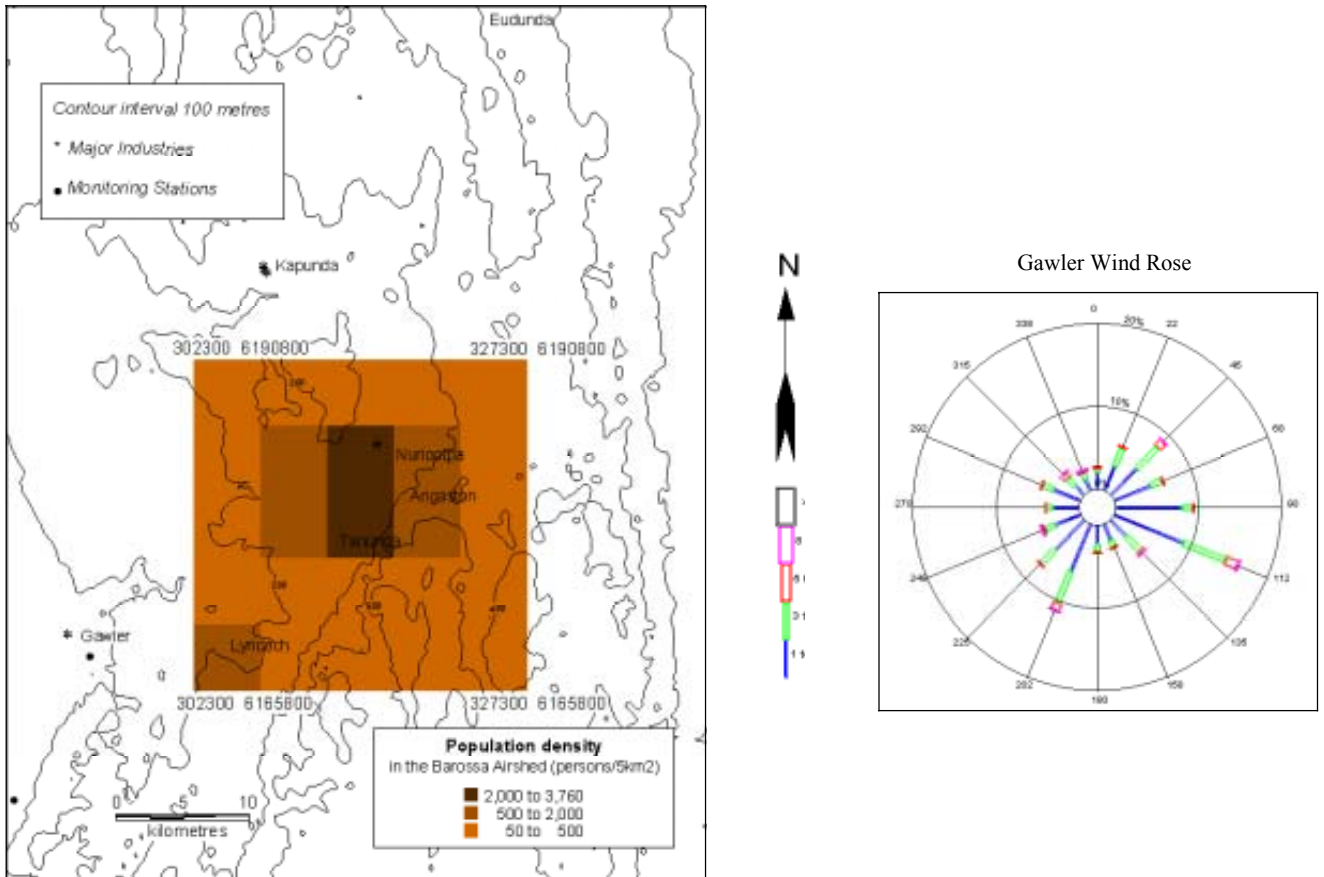 Eudunda
Contour interval 100 metres
* Major Industries
● Monitoring Stations
Kapunda
302300 6190800
327300 6190800
Nuriootpa
Angaston
Tanunda
Gawler
Lyndoch
302300 6165800
327300 6165800
Population density
in the Barossa Airshed (persons/5km2)
2,000 to 3,760
500 to 2,000
50 to 500
0 5 10
kilometres
N
Gawler Wind Rose
0
20%
22
45
10%
68
90
112
135
158
180
202
225
270
292
315
338